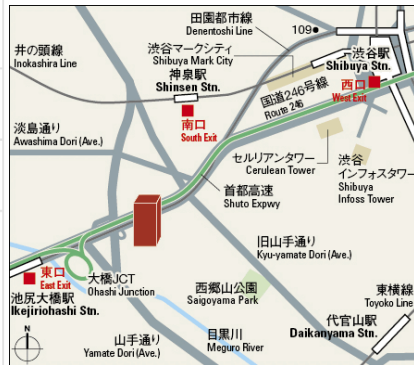 田園都市線
Denentoshi Line
109
井の頭線
Inokashira Line
渋谷マークシティ
Shibuya Mark City
渋谷駅
Shibuya Stn.
神泉駅
Shinsen Stn.
国道246号線
Route 246
西口
West Exit
南口
South Exit
淡島通り
Awashima Dori (Ave.)
セルリアンタワー
Cerulean Tower
渋谷
インフォスタワー
Shibuya
Infoss Tower
首都高速
Shuto Expwy
旧山手通り
Kyu-yamate Dori (Ave.)
東口
East Exit
大橋JCT
Ohashi Junction
池尻大橋駅
Ikejiriohashi Stn.
西郷山公園
Saigoyama Park
東横線
Toyoko Line
代官山駅
Daikanyama Stn.
N
山手通り
Yamate Dori (Ave.)
目黒川
Meguro River